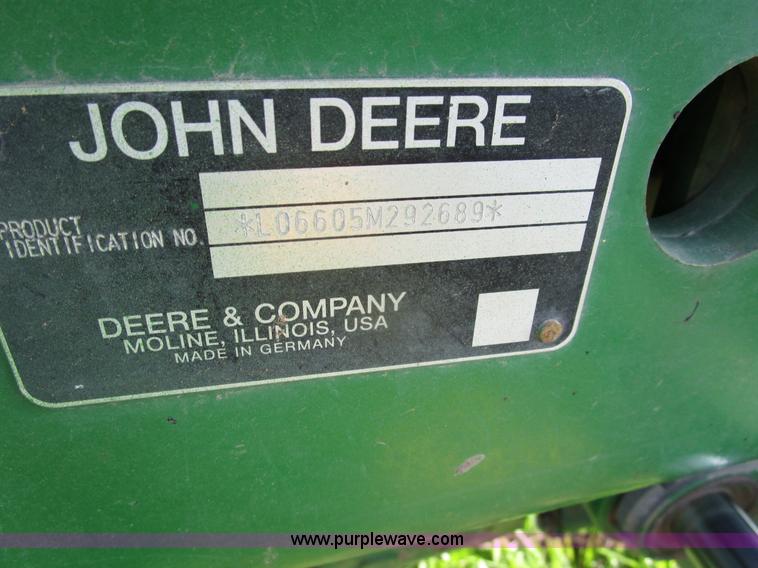 JOHN DEERE
PRODUCT
IDENTIFICATION NO.
*L06605M292689*
DEERE & COMPANY
MOLINE, ILLINOIS, USA
MADE IN GERMANY
www.purplewave.com